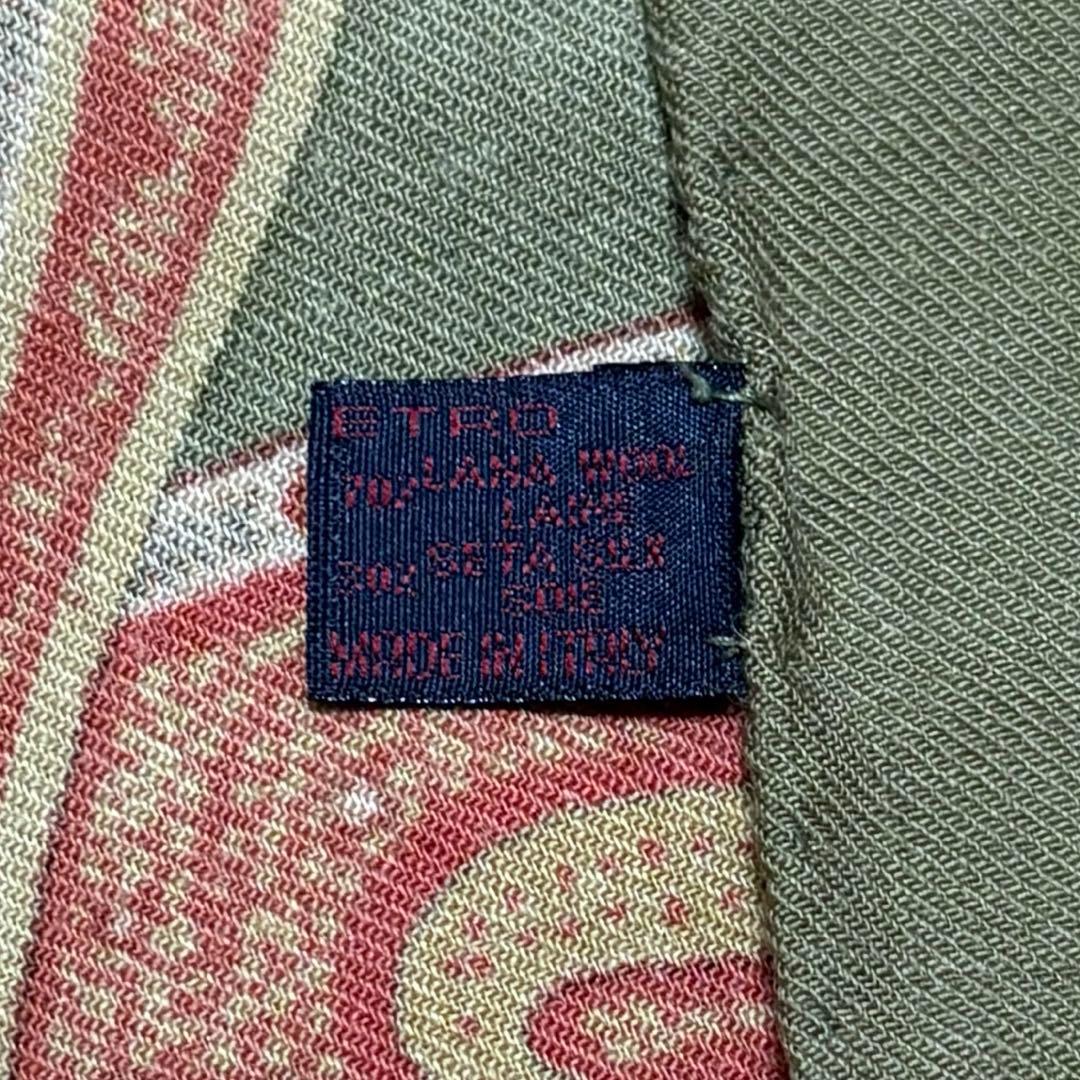 ETRO
70% LANA WOOL
LAINE
30% SETA SILK
SOIE
MADE IN ITALY